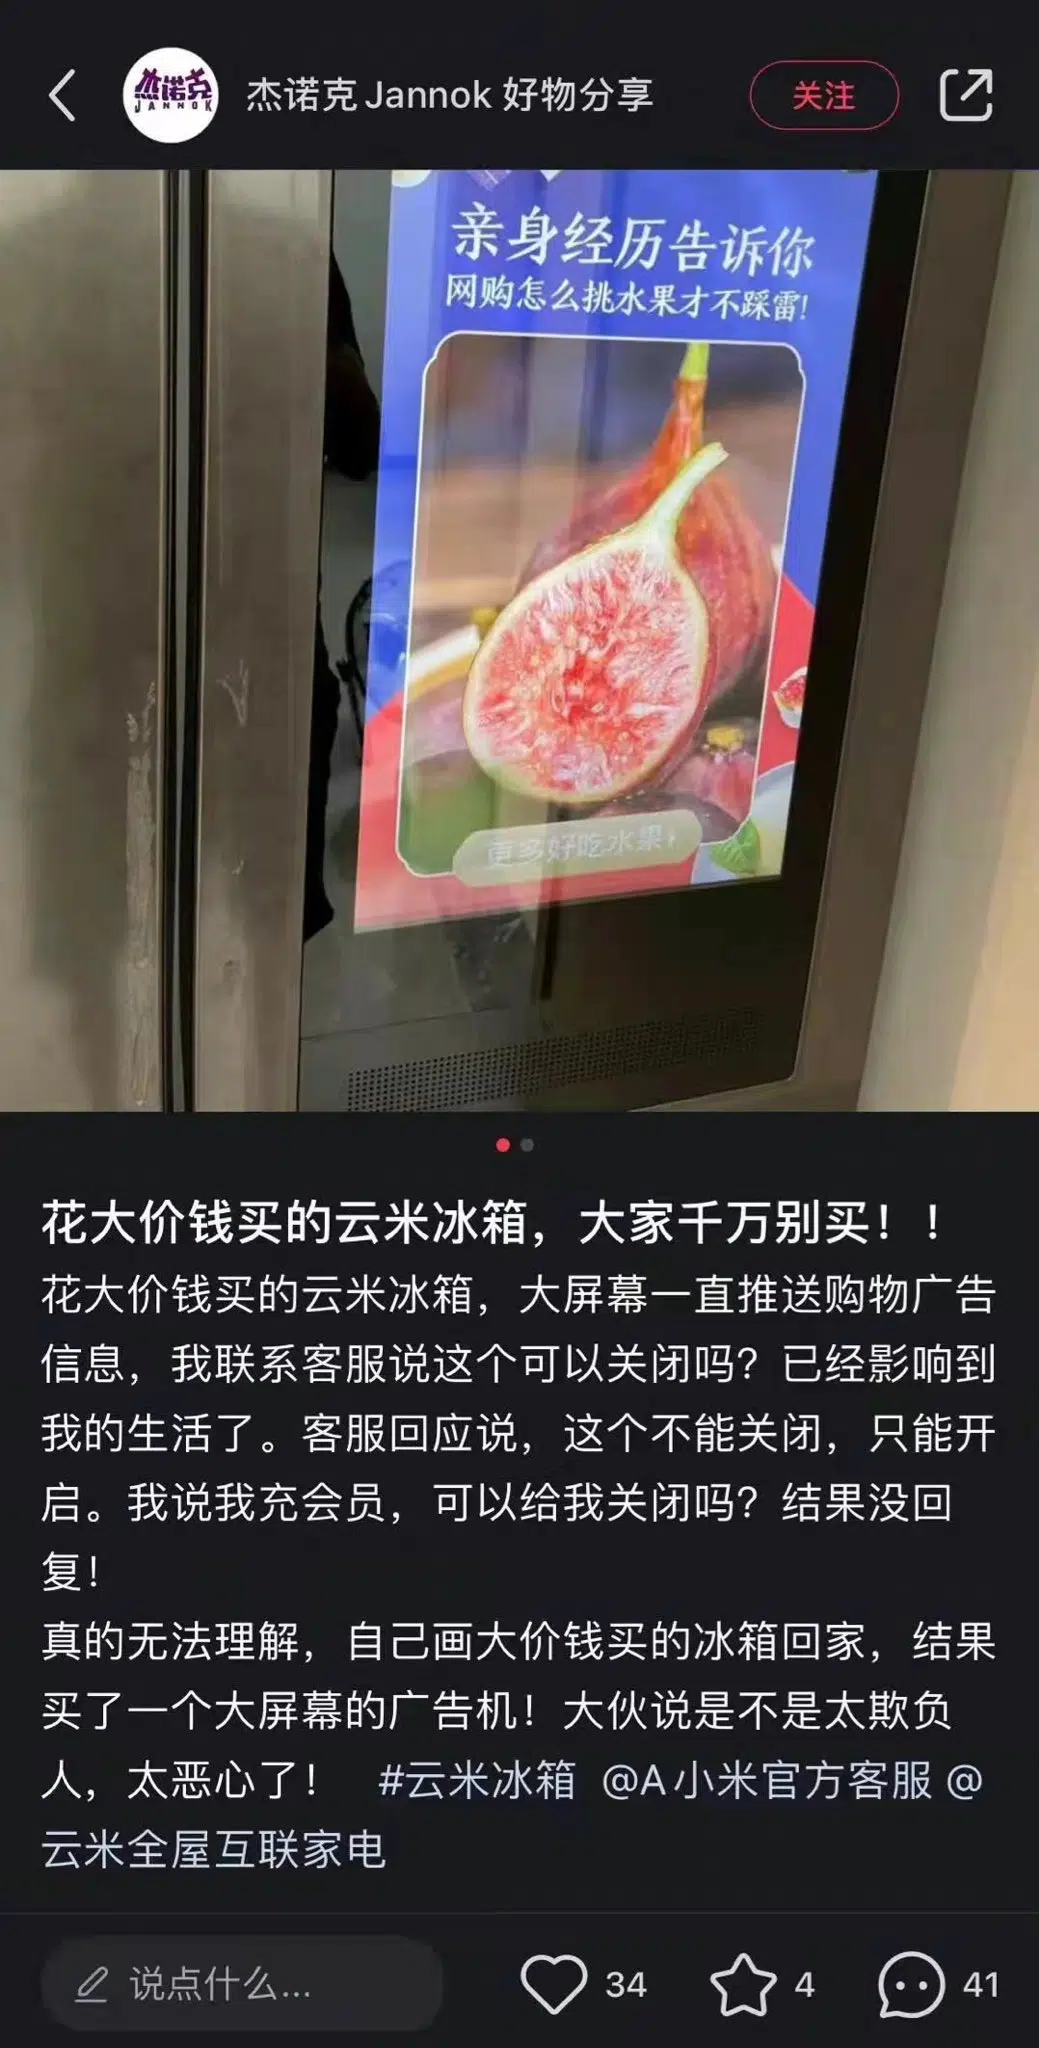 杰诺克
JANNOK
杰诺克Jannok 好物分享
关注
亲身经历告诉你
网购怎么挑水果才不踩雷!
更多好吃水果›
花大价钱买的云米冰箱，大家千万别买！！
花大价钱买的云米冰箱，大屏幕一直推送购物广告
信息，我联系客服说这个可以关闭吗？已经影响到
我的生活了。客服回应说，这个不能关闭，只能开
启。我说我充会员，可以给我关闭吗？结果没回
复！
真的无法理解，自己画大价钱买的冰箱回家，结果
买了一个大屏幕的广告机！大伙说是不是太欺负
人，太恶心了！ #云米冰箱 @A小米官方客服 @
云米全屋互联家电
说点什么...
34
4
41